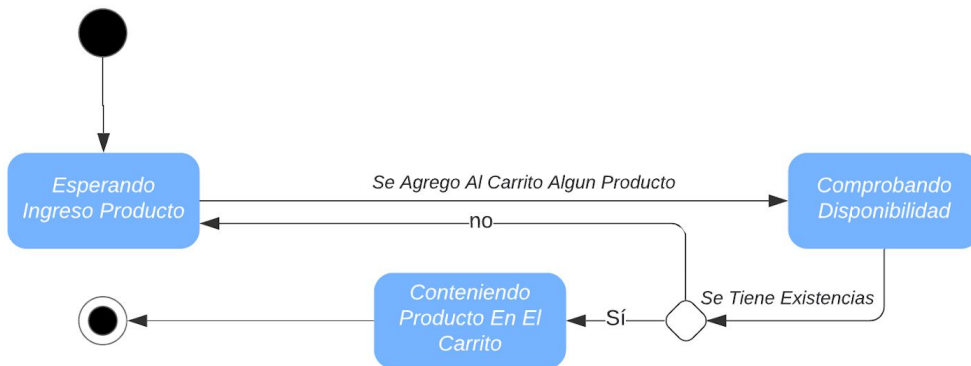 Se Agrego Al Carrito Algun Producto
Esperando
Ingreso Producto
Comprobando
Disponibilidad
no
Conteniendo
Producto En El
Carrito
Sí
Se Tiene Existencias